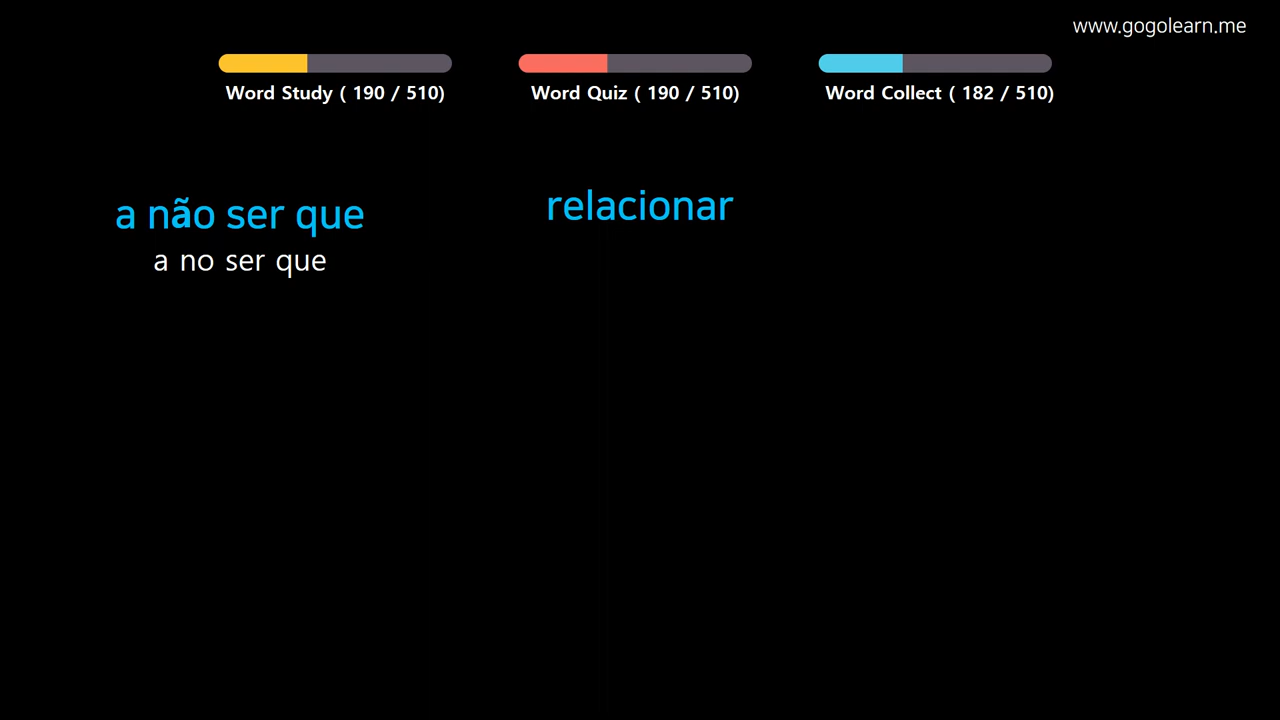 www.gogolearn.me
Word Study ( 190 / 510)
Word Quiz ( 190 / 510)
Word Collect ( 182 / 510)
a não ser que
a no ser que
relacionar